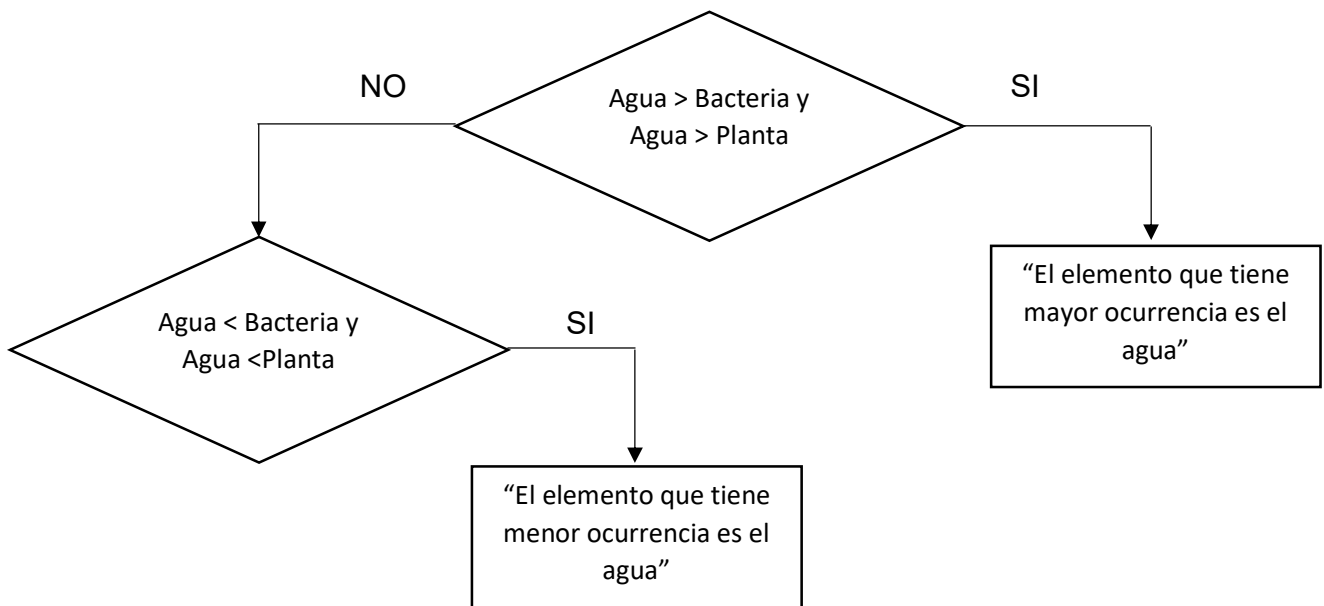 NO
Agua > Bacteria y
Agua > Planta
SI
“El elemento que tiene
mayor ocurrencia es el
agua”
Agua < Bacteria y
Agua <Planta
SI
“El elemento que tiene
menor ocurrencia es el
agua”